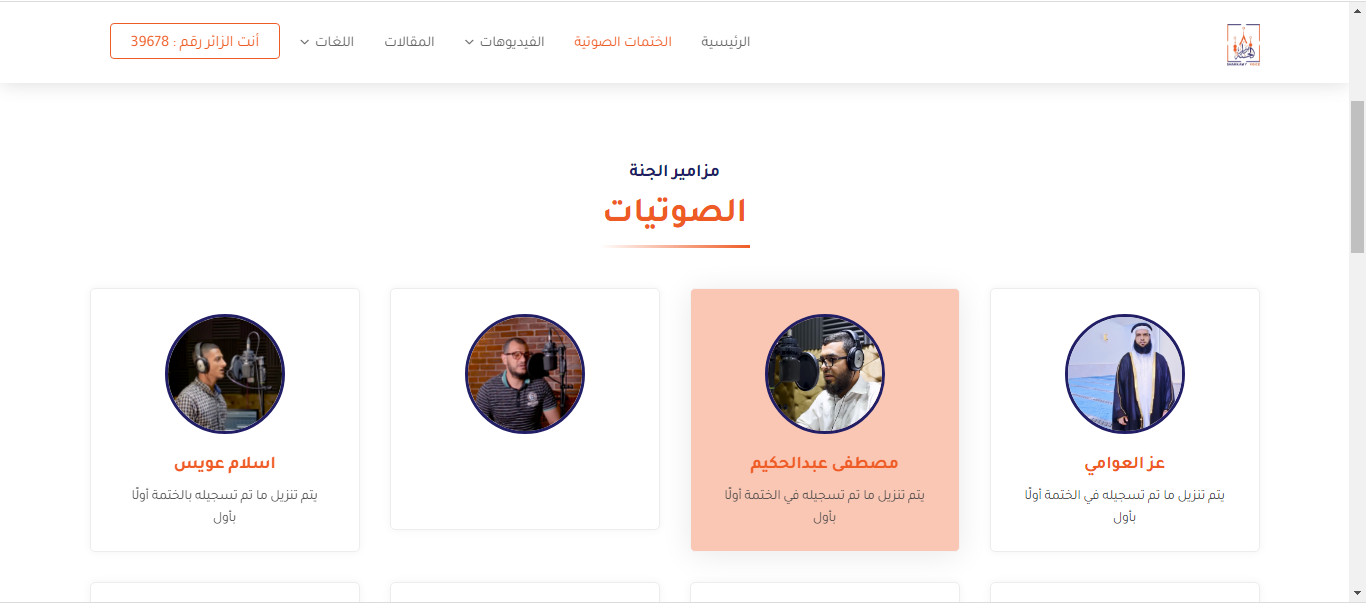 الرئيسية
الختمات الصوتية
الفيديوهات
المقالات
اللغات
أنت الزائر رقم : 39678
مزامير الجنة
الصوتيات
عز العوامي
يتم تنزيل ما تم تسجيله في الختمة أولًا
بأول
مصطفى عبدالحكيم
يتم تنزيل ما تم تسجيله في الختمة أولًا
بأول
اسلام عويس
يتم تنزيل ما تم تسجيله بالختمة أولًا
بأول